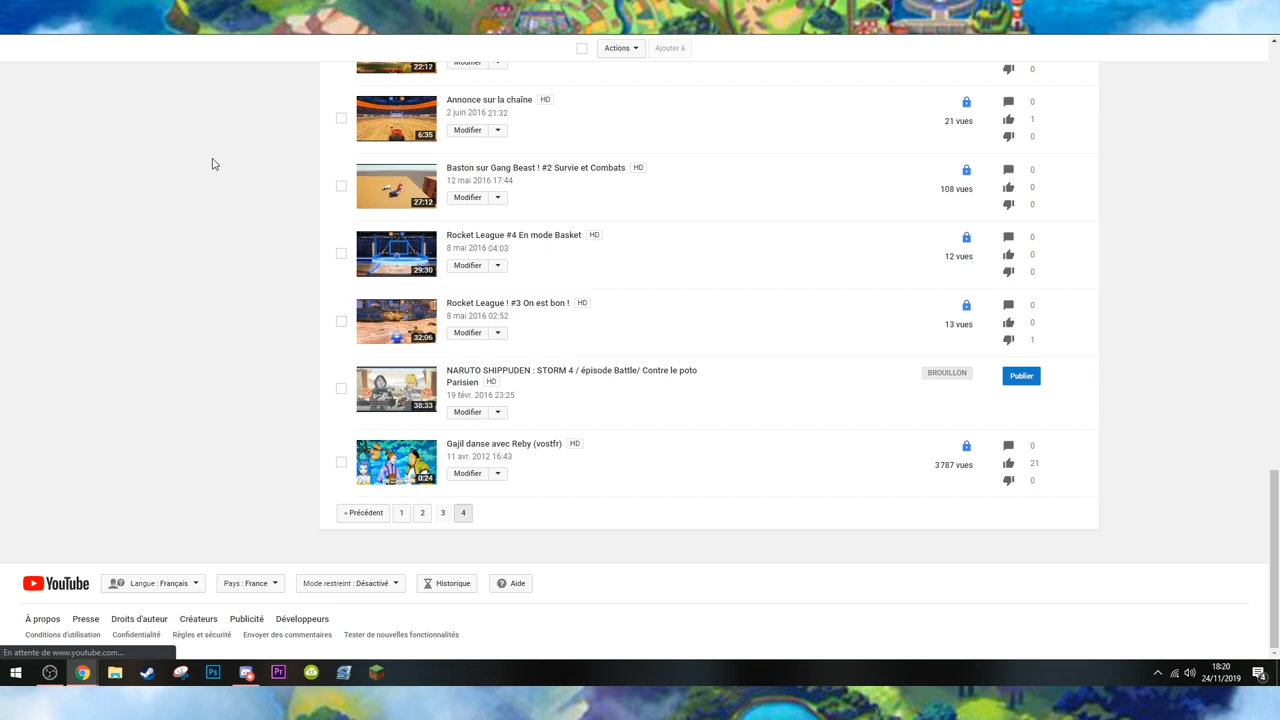 Actions Ajouter à
22:12 Modifier 0
Annonce sur la chaîne HD 0
2 juin 2016 21:32
21 vues 1
6:35 Modifier 0
Baston sur Gang Beast ! #2 Survie et Combats HD 0
12 mai 2016 17:44
108 vues 0
27:12 Modifier 0
Rocket League #4 En mode Basket HD 0
8 mai 2016 04:03
12 vues 0
29:30 Modifier 0
Rocket League ! #3 On est bon ! HD 0
8 mai 2016 02:52
13 vues 0
32:06 Modifier 1
NARUTO SHIPPUDEN : STORM 4 / épisode Battle/ Contre le poto BROUILLON Publier
Parisien HD
19 févr. 2016 23:25
38:33 Modifier
Gajil danse avec Reby (vostfr) HD 0
11 avr. 2012 16:43
3 787 vues 21
0:24 Modifier 0
« Précédent 1 2 3 4
YouTube Langue : Français Pays : France Mode restreint : Désactivé Historique Aide
À propos Presse Droits d'auteur Créateurs Publicité Développeurs
Conditions d'utilisation Confidentialité Règles et sécurité Envoyer des commentaires Tester de nouvelles fonctionnalités
En attente de www.youtube.com...
Ps Pr 18:20
24/11/2019 4